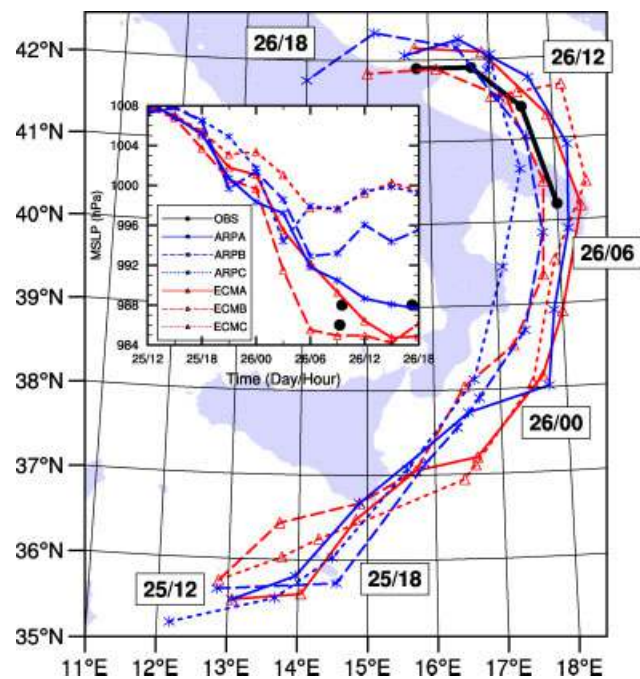 42°N
41°N
40°N
39°N
38°N
37°N
36°N
35°N
11°E 12°E 13°E 14°E 15°E 16°E 17°E 18°E
26/18
26/12
26/06
26/00
25/18
25/12
1008
1004
1000
996
992
988
984
MSLP (hPa)
OBS
ARPA
ARPB
ARPC
ECMA
ECMB
ECMC
25/12 25/18 26/00 26/06 26/12 26/18
Time (Day/Hour)